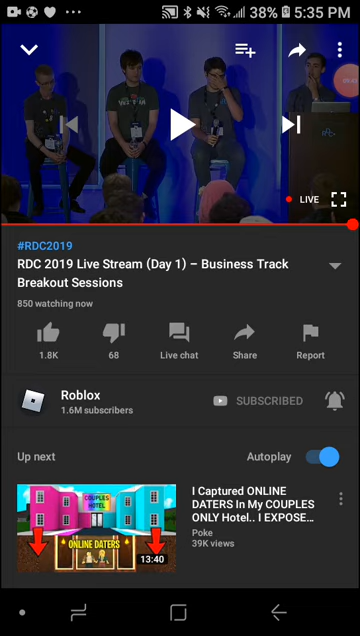 38% 5:35 PM
LIVE
#RDC2019
RDC 2019 Live Stream (Day 1) – Business Track
Breakout Sessions
850 watching now
1.8K 68 Live chat Share Report
Roblox
1.6M subscribers
SUBSCRIBED
Up next Autoplay
COUPLES
HOTEL
ONLINE DATERS
13:40
I Captured ONLINE
DATERS In My COUPLES
ONLY Hotel.. I EXPOSE...
Poke
39K views